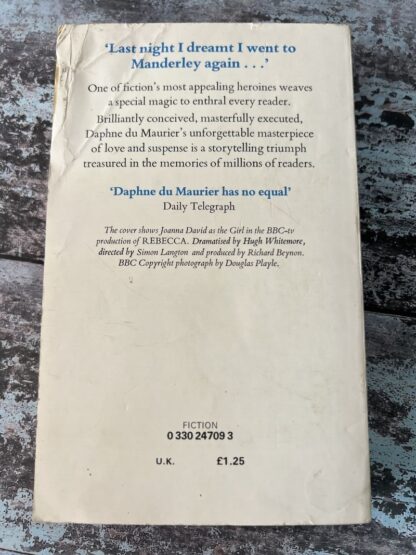 ‘Last night I dreamt I went to
Manderley again . . .’
One of fiction’s most appealing heroines weaves
a special magic to enthral every reader.
Brilliantly conceived, masterfully executed,
Daphne du Maurier’s unforgettable masterpiece
of love and suspense is a storytelling triumph
treasured in the memories of millions of readers.
‘Daphne du Maurier has no equal’
Daily Telegraph
The cover shows Joanna David as the Girl in the BBC-tv
production of REBECCA. Dramatised by Hugh Whitemore,
directed by Simon Langton and produced by Richard Beynon.
BBC Copyright photograph by Douglas Playle.
FICTION
0 330 24709 3
U.K. £1.25